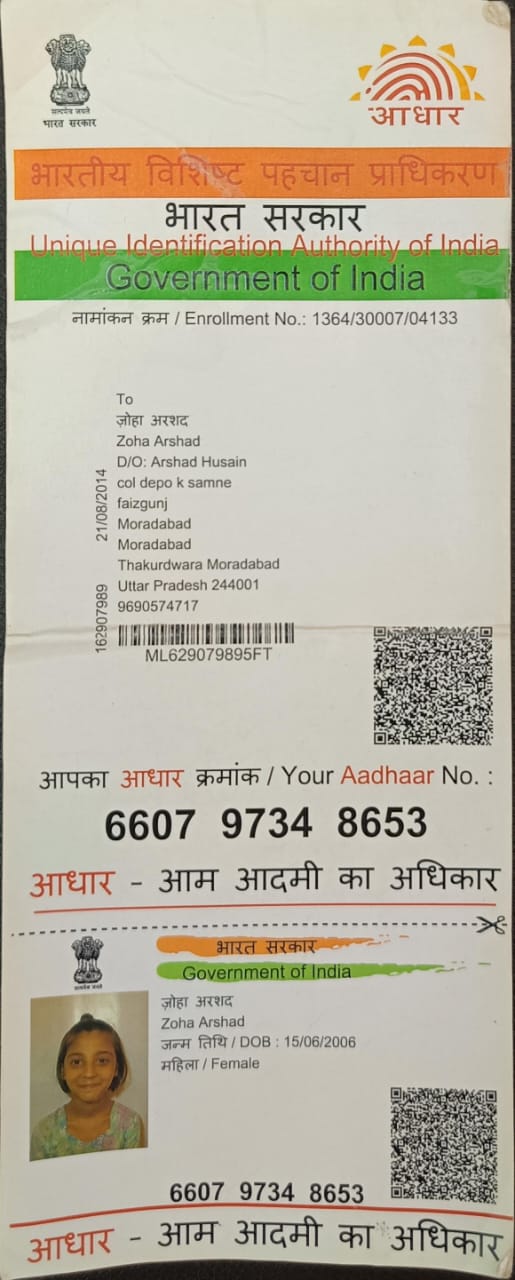 सत्यमेव जयते
भारत सरकार
आधार
भारतीय विशिष्ट पहचान प्राधिकरण
भारत सरकार
Unique Identification Authority of India
Government of India
नामांकन क्रम / Enrollment No.: 1364/30007/04133
To
ज़ोहा अरशद
Zoha Arshad
D/O: Arshad Husain
col depo k samne
faizgunj
Moradabad
Moradabad
Thakurdwara Moradabad
Uttar Pradesh 244001
9690574717
21/08/2014
162907989
ML629079895FT
आपका आधार क्रमांक / Your Aadhaar No. :
6607 9734 8653
आधार - आम आदमी का अधिकार
सत्यमेव जयते
भारत सरकार
Government of India
ज़ोहा अरशद
Zoha Arshad
जन्म तिथि / DOB : 15/06/2006
महिला / Female
6607 9734 8653
आधार - आम आदमी का अधिकार